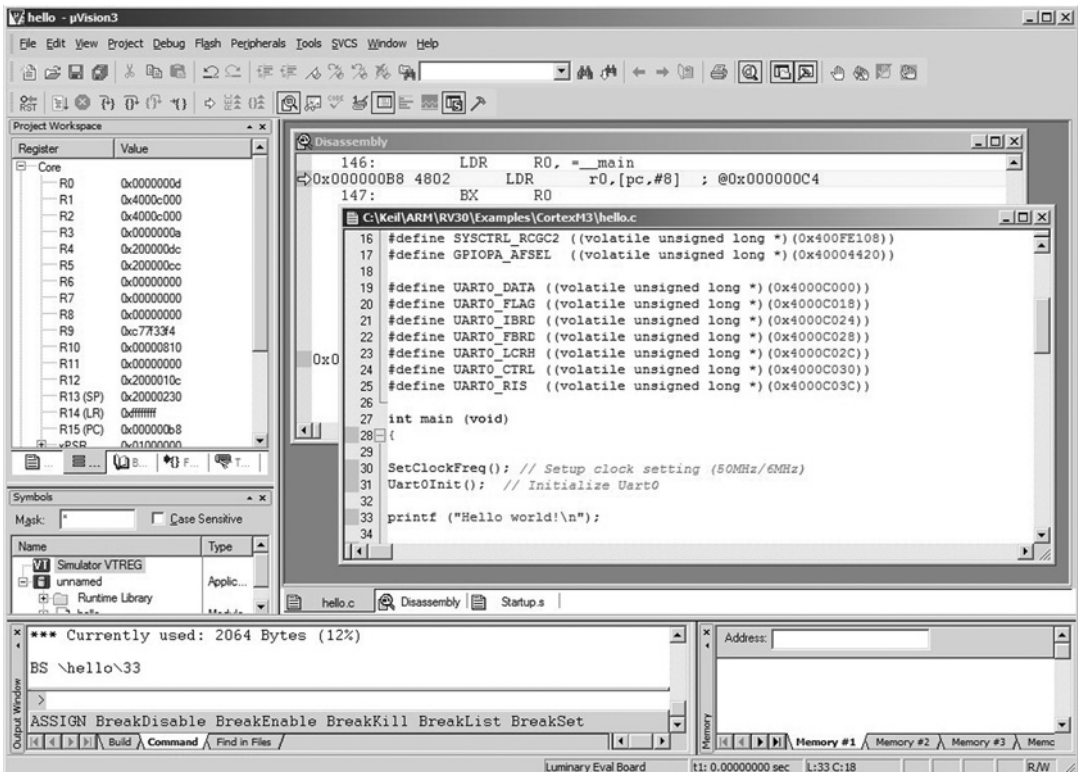 hello - µVision3
File Edit View Project Debug Flash Peripherals Tools SVCS Window Help
RST
Project Workspace
Register Value
Core
R0 0x0000000d
R1 0x4000c000
R2 0x4000c000
R3 0x0000000a
R4 0x200000dc
R5 0x200000cc
R6 0x00000000
R7 0x00000000
R8 0x00000000
R9 0xc77f33f4
R10 0x00000810
R11 0x00000000
R12 0x2000010c
R13 (SP) 0x20000230
R14 (LR) 0xffffffff
R15 (PC) 0x000000b8
xPSR 0x01000000
B... F... T...
Symbols
Mask: * Case Sensitive
Name Type
Simulator VTREG
unnamed Applic...
Runtime Library
hello Module
Disassembly
146: LDR R0, =__main
0x000000B8 4802 LDR r0,[pc,#8] ; @0x000000C4
147: BX R0
0x0
C:\Keil\ARM\RV30\Examples\CortexM3\hello.c
16 #define SYSCTRL_RCGC2 ((volatile unsigned long *)(0x400FE108))
17 #define GPIOPA_AFSEL ((volatile unsigned long *)(0x40004420))
18
19 #define UART0_DATA ((volatile unsigned long *)(0x4000C000))
20 #define UART0_FLAG ((volatile unsigned long *)(0x4000C018))
21 #define UART0_IBRD ((volatile unsigned long *)(0x4000C024))
22 #define UART0_FBRD ((volatile unsigned long *)(0x4000C028))
23 #define UART0_LCRH ((volatile unsigned long *)(0x4000C02C))
24 #define UART0_CTRL ((volatile unsigned long *)(0x4000C030))
25 #define UART0_RIS ((volatile unsigned long *)(0x4000C03C))
26
27 int main (void)
28 {
29
30 SetClockFreq(); // Setup clock setting (50MHz/6MHz)
31 Uart0Init(); // Initialize Uart0
32
33 printf ("Hello world!\n");
34
hello.c Disassembly Startup.s
*** Currently used: 2064 Bytes (12%)
BS \hello\33
>
ASSIGN BreakDisable BreakEnable BreakKill BreakList BreakSet
Output Window
Build Command Find in Files
Address:
Memory
Memory #1 Memory #2 Memory #3 Memc
Luminary Eval Board t1: 0.00000000 sec L:33 C:18 R/W